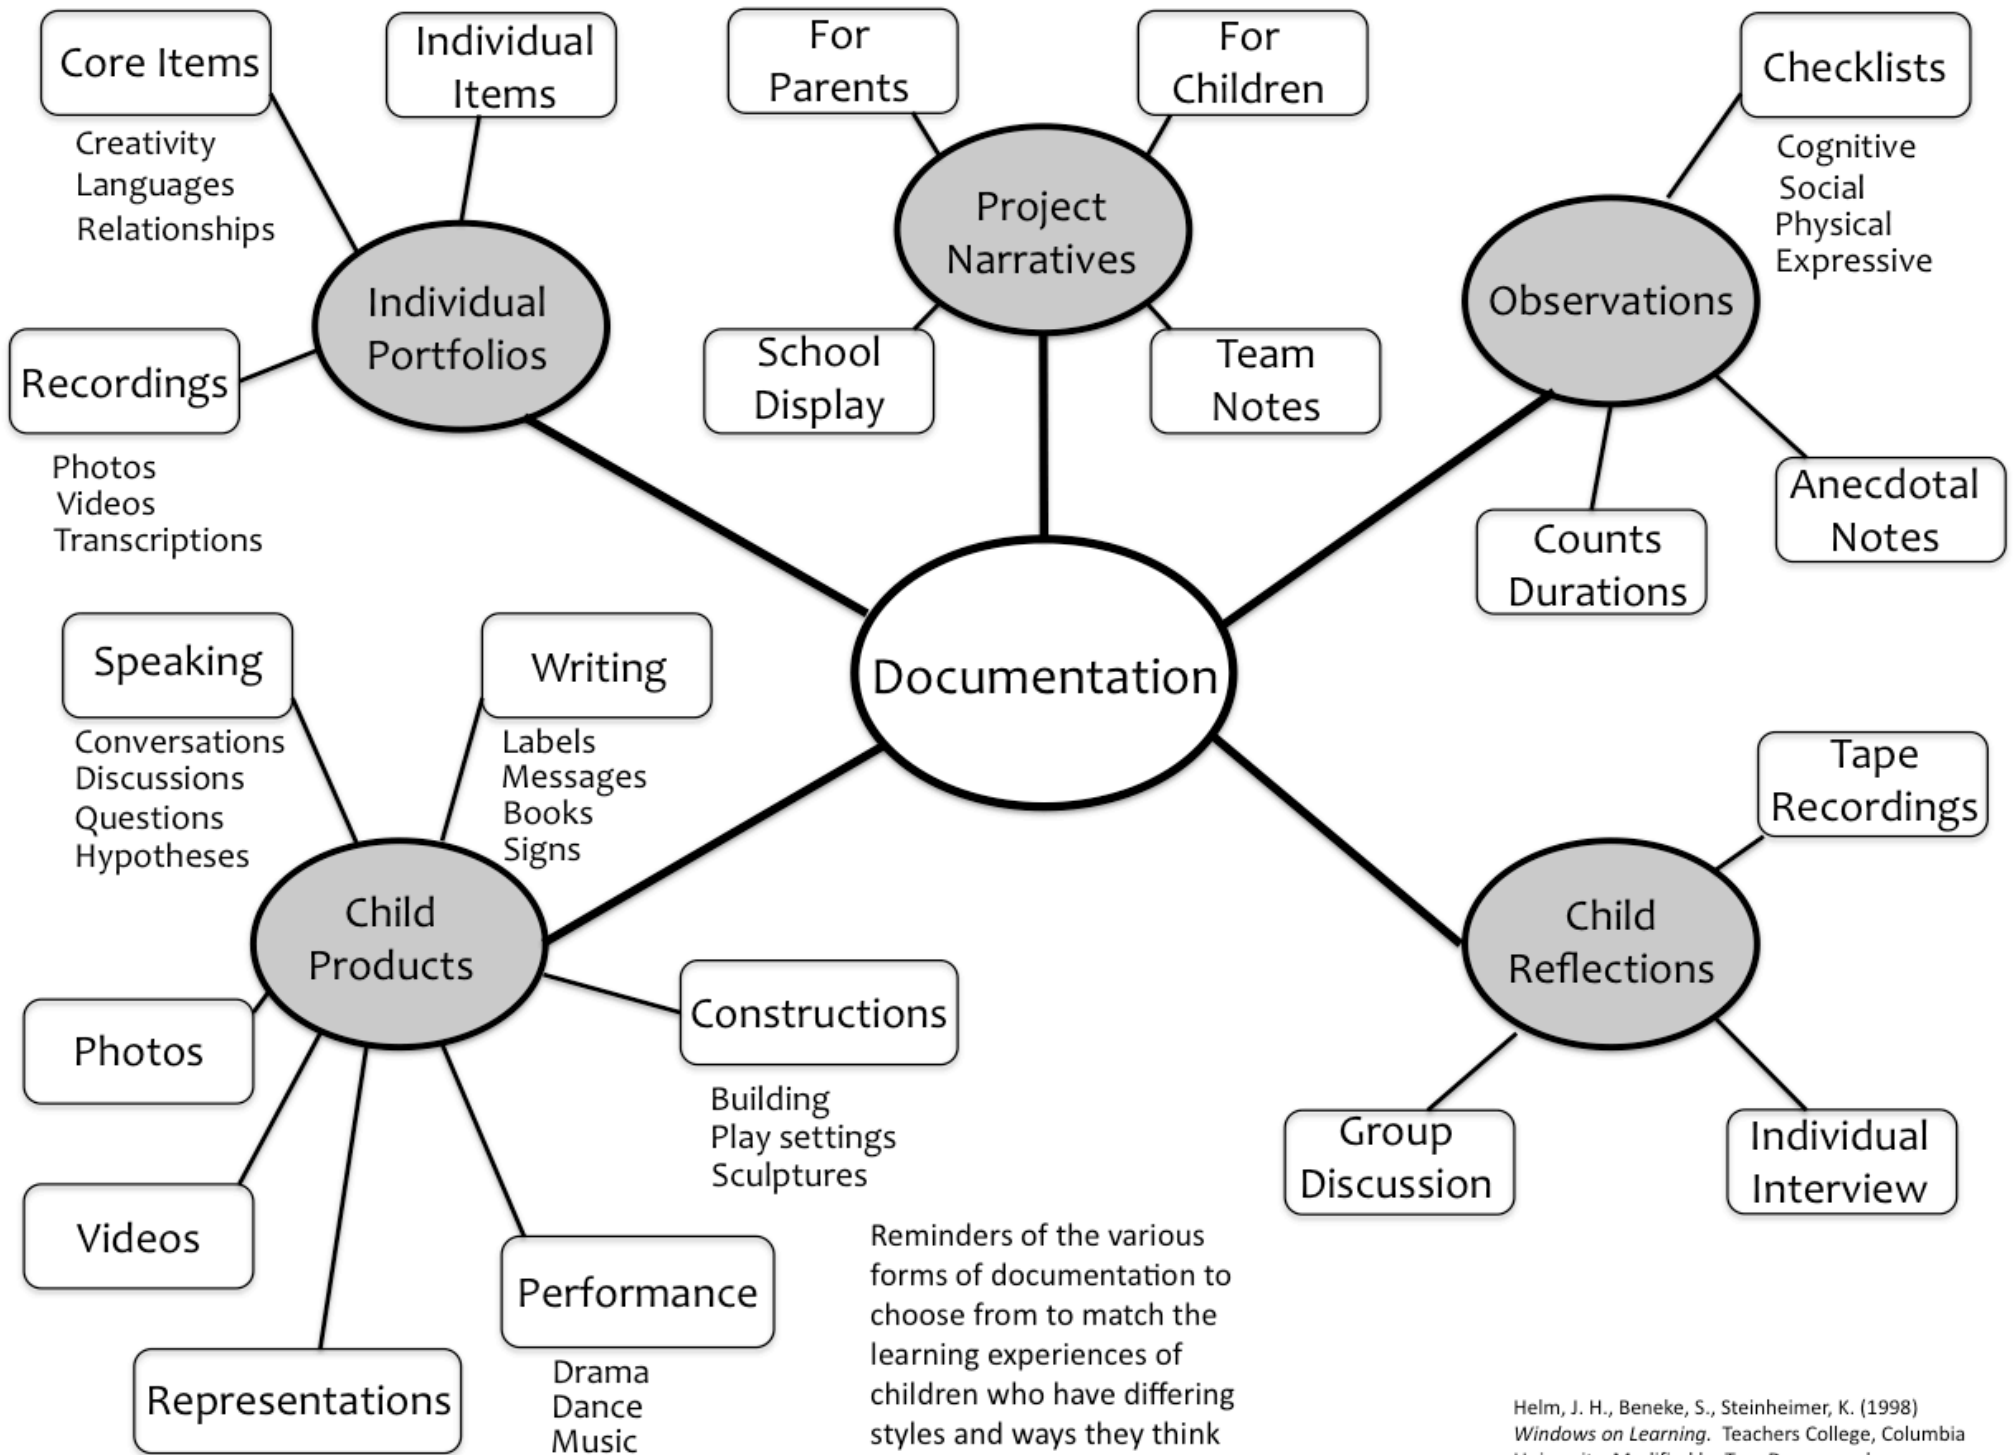 Core Items
Creativity
Languages
Relationships
Individual
Items
Individual
Portfolios
Recordings
Photos
Videos
Transcriptions
For
Parents
For
Children
Project
Narratives
School
Display
Team
Notes
Checklists
Cognitive
Social
Physical
Expressive
Observations
Anecdotal
Notes
Counts
Durations
Documentation
Speaking
Conversations
Discussions
Questions
Hypotheses
Writing
Labels
Messages
Books
Signs
Child
Products
Photos
Videos
Representations
Performance
Drama
Dance
Music
Constructions
Building
Play settings
Sculptures
Tape
Recordings
Child
Reflections
Group
Discussion
Individual
Interview
Reminders of the various
forms of documentation to
choose from to match the
learning experiences of
children who have differing
styles and ways they think
Helm, J. H., Beneke, S., Steinheimer, K. (1998)
Windows on Learning. Teachers College, Columbia